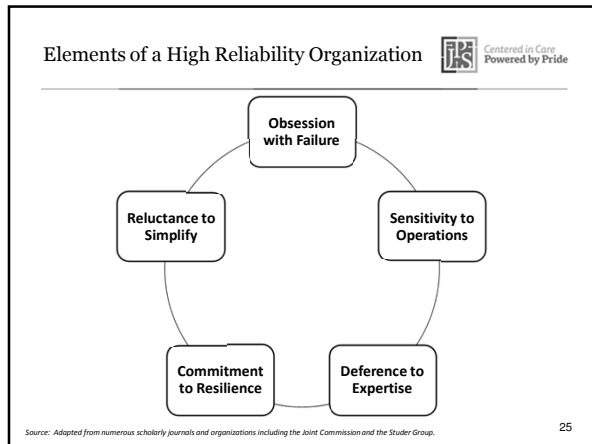 Elements of a High Reliability Organization
Centered in Care
Powered by Pride
Obsession
with Failure
Reluctance to
Simplify
Sensitivity to
Operations
Commitment
to Resilience
Deference to
Expertise
Source: Adapted from numerous scholarly journals and organizations including the Joint Commission and the Studer Group.
25